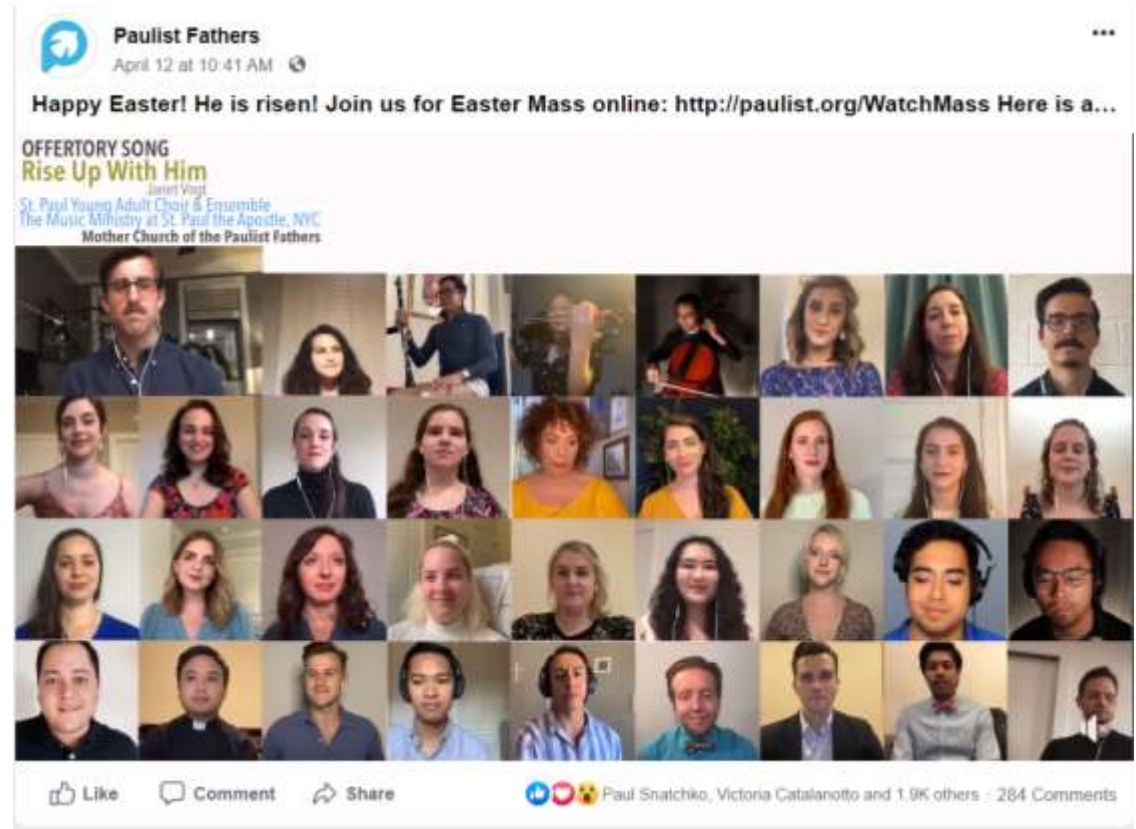 Paulist Fathers
April 12 at 10:41 AM
Happy Easter! He is risen! Join us for Easter Mass online: http://paulist.org/WatchMass Here is a...
OFFERTORY SONG
Rise Up With Him
Janet Vogt
St. Paul Young Adult Choir & Ensemble
The Music Ministry at St. Paul the Apostle, NYC
Mother Church of the Paulist Fathers
Like Comment Share Paul Snatchko, Victoria Catalanotto and 1.9K others · 284 Comments